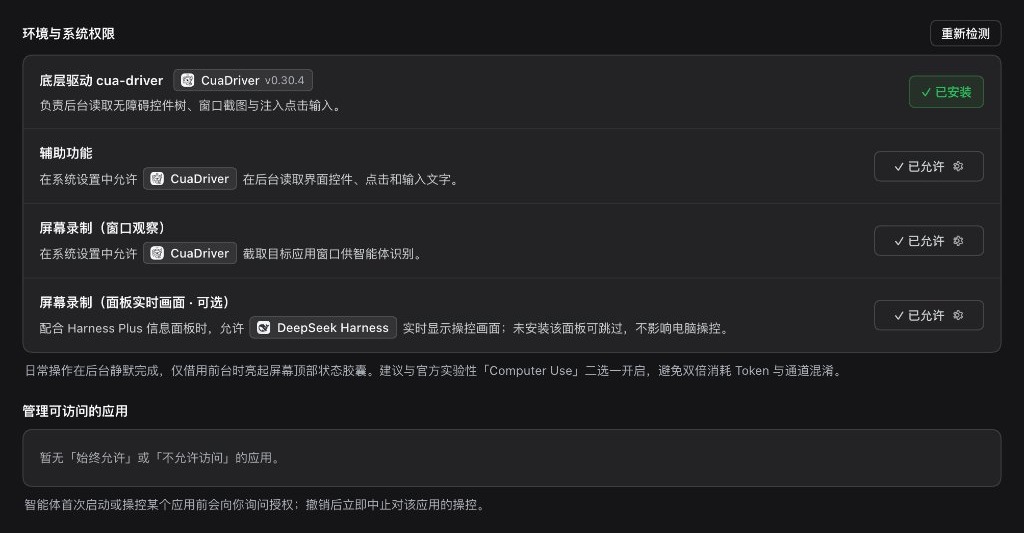 环境与系统权限
重新检测
底层驱动 cua-driver CuaDriver v0.30.4
负责后台读取无障碍控件树、窗口截图与注入点击输入。
✓ 已安装
辅助功能
在系统设置中允许 CuaDriver 在后台读取界面控件、点击和输入文字。
✓ 已允许
屏幕录制（窗口观察）
在系统设置中允许 CuaDriver 截取目标应用窗口供智能体识别。
✓ 已允许
屏幕录制（面板实时画面 · 可选）
配合 Harness Plus 信息面板时，允许 DeepSeek Harness 实时显示操控画面；未安装该面板可跳过，不影响电脑操控。
✓ 已允许
日常操作在后台静默完成，仅借用前台时亮起屏幕顶部状态胶囊。建议与官方实验性「Computer Use」二选一开启，避免双倍消耗 Token 与通道混淆。
管理可访问的应用
暂无「始终允许」或「不允许访问」的应用。
智能体首次启动或操控某个应用前会向你询问授权；撤销后立即中止对该应用的操控。